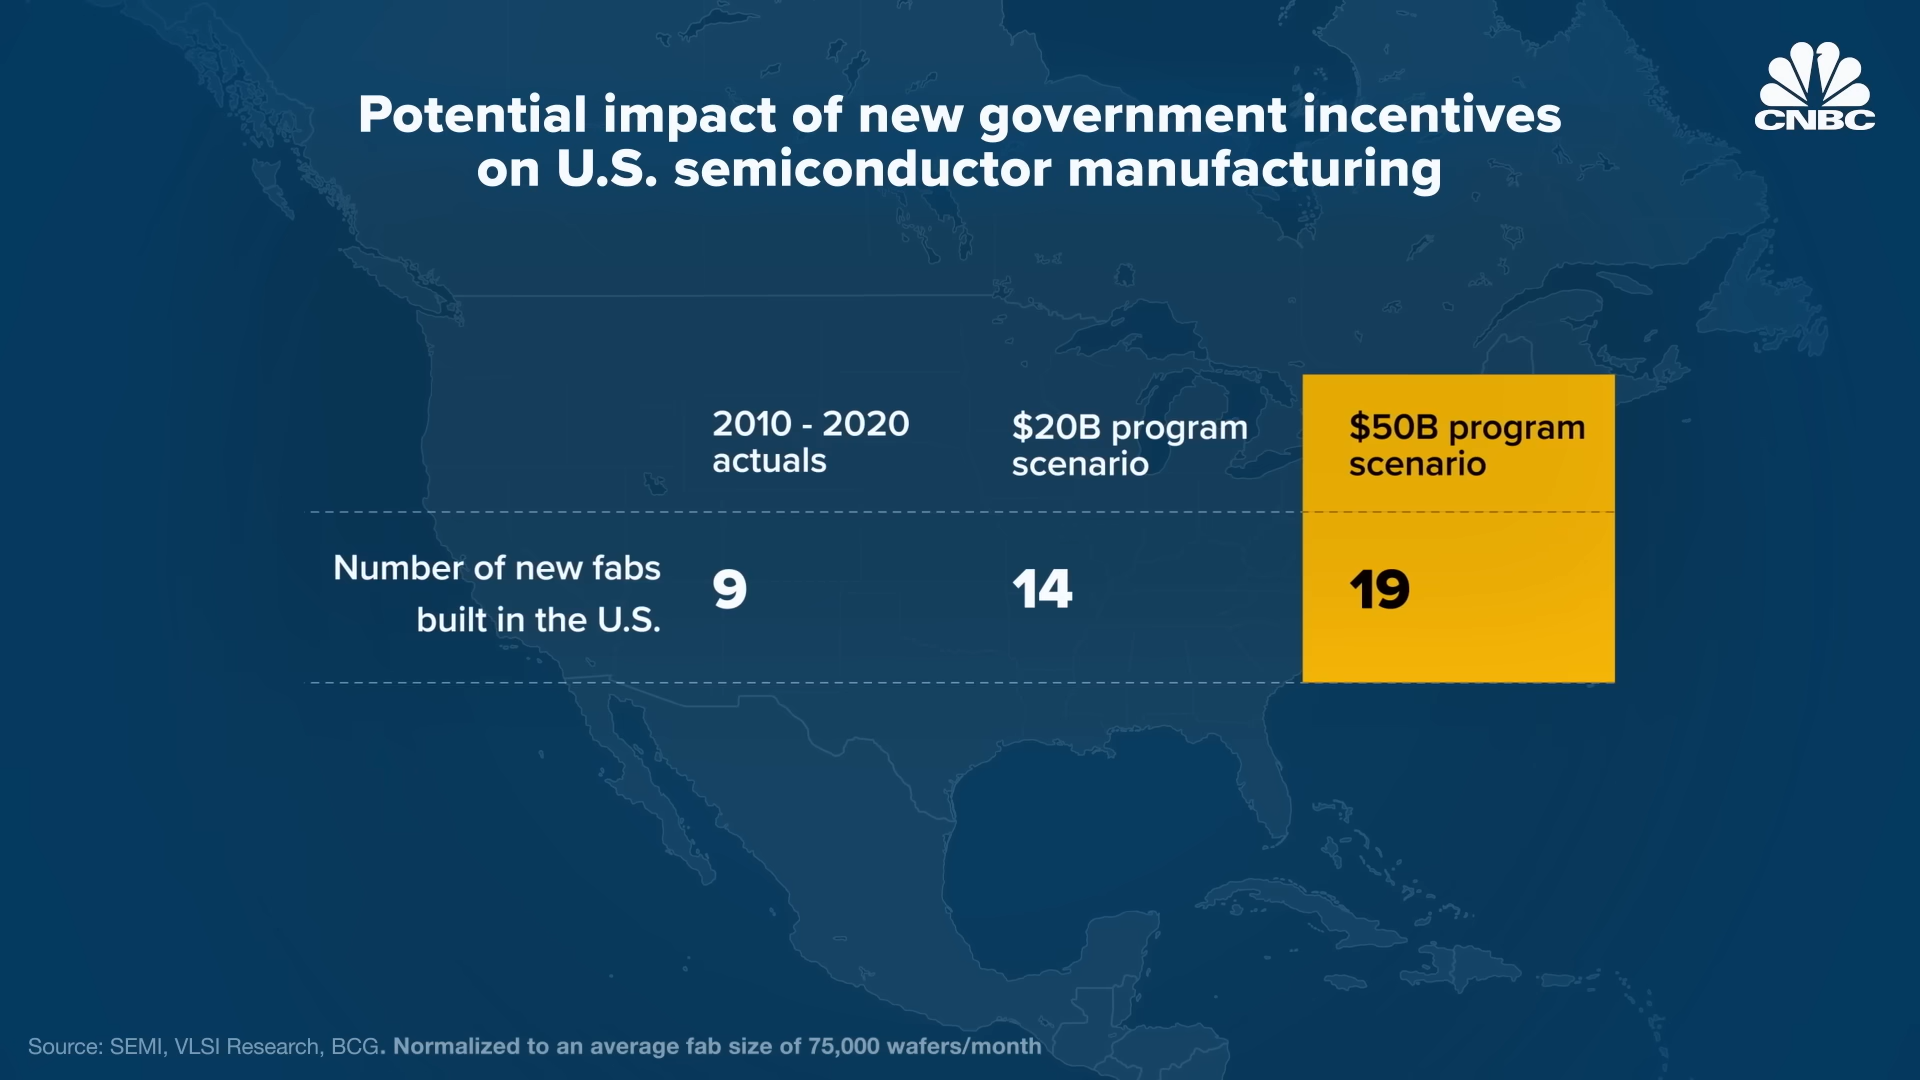 Potential impact of new government incentives
on U.S. semiconductor manufacturing
CNBC
2010 - 2020
actuals
$20B program
scenario
$50B program
scenario
Number of new fabs
built in the U.S.
9
14
19
Source: SEMI, VLSI Research, BCG. Normalized to an average fab size of 75,000 wafers/month